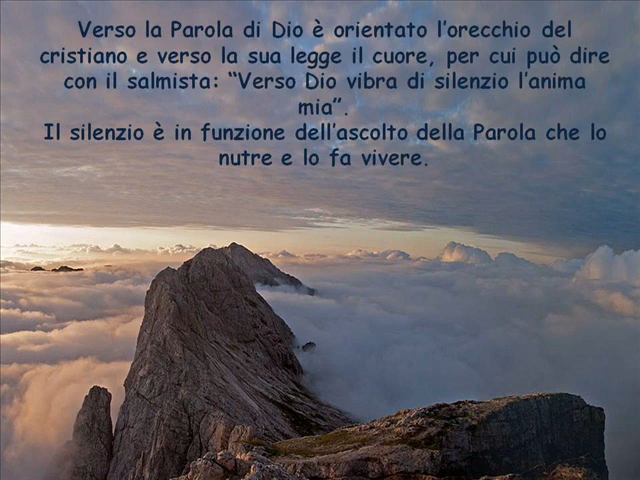 Verso la Parola di Dio è orientato l’orecchio del
cristiano e verso la sua legge il cuore, per cui può dire
con il salmista: “Verso Dio vibra di silenzio l’anima
mia”.
Il silenzio è in funzione dell’ascolto della Parola che lo
nutre e lo fa vivere.